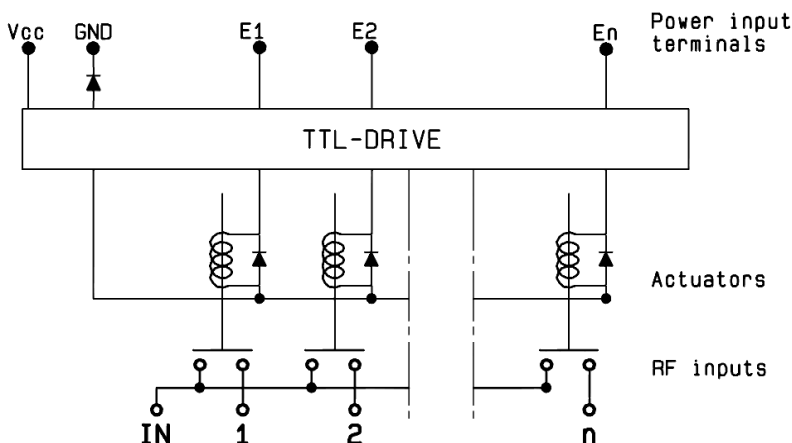 Vcc GND E1 E2 En Power input
terminals
TTL-DRIVE
Actuators
RF inputs
IN 1 2 n